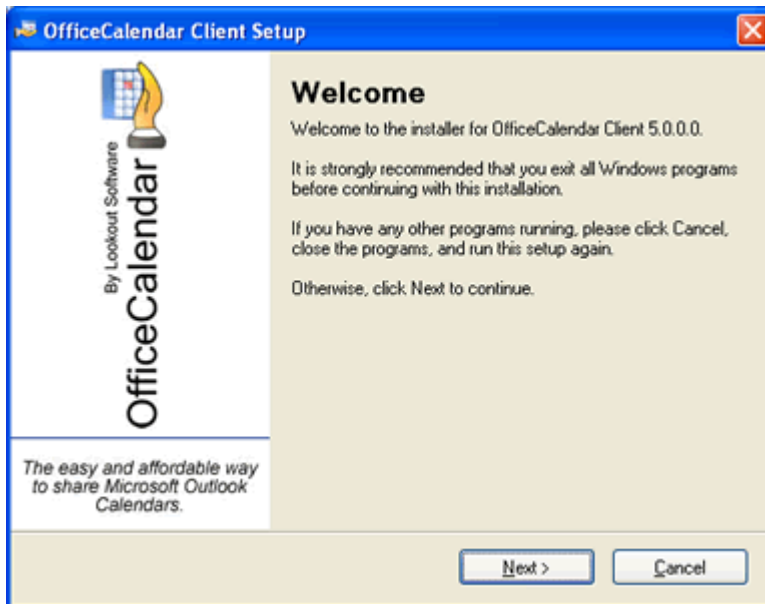 OfficeCalendar Client Setup
By Lookout Software
OfficeCalendar
The easy and affordable way
to share Microsoft Outlook
Calendars.
Welcome
Welcome to the installer for OfficeCalendar Client 5.0.0.0.
It is strongly recommended that you exit all Windows programs
before continuing with this installation.
If you have any other programs running, please click Cancel,
close the programs, and run this setup again.
Otherwise, click Next to continue.
Next >
Cancel